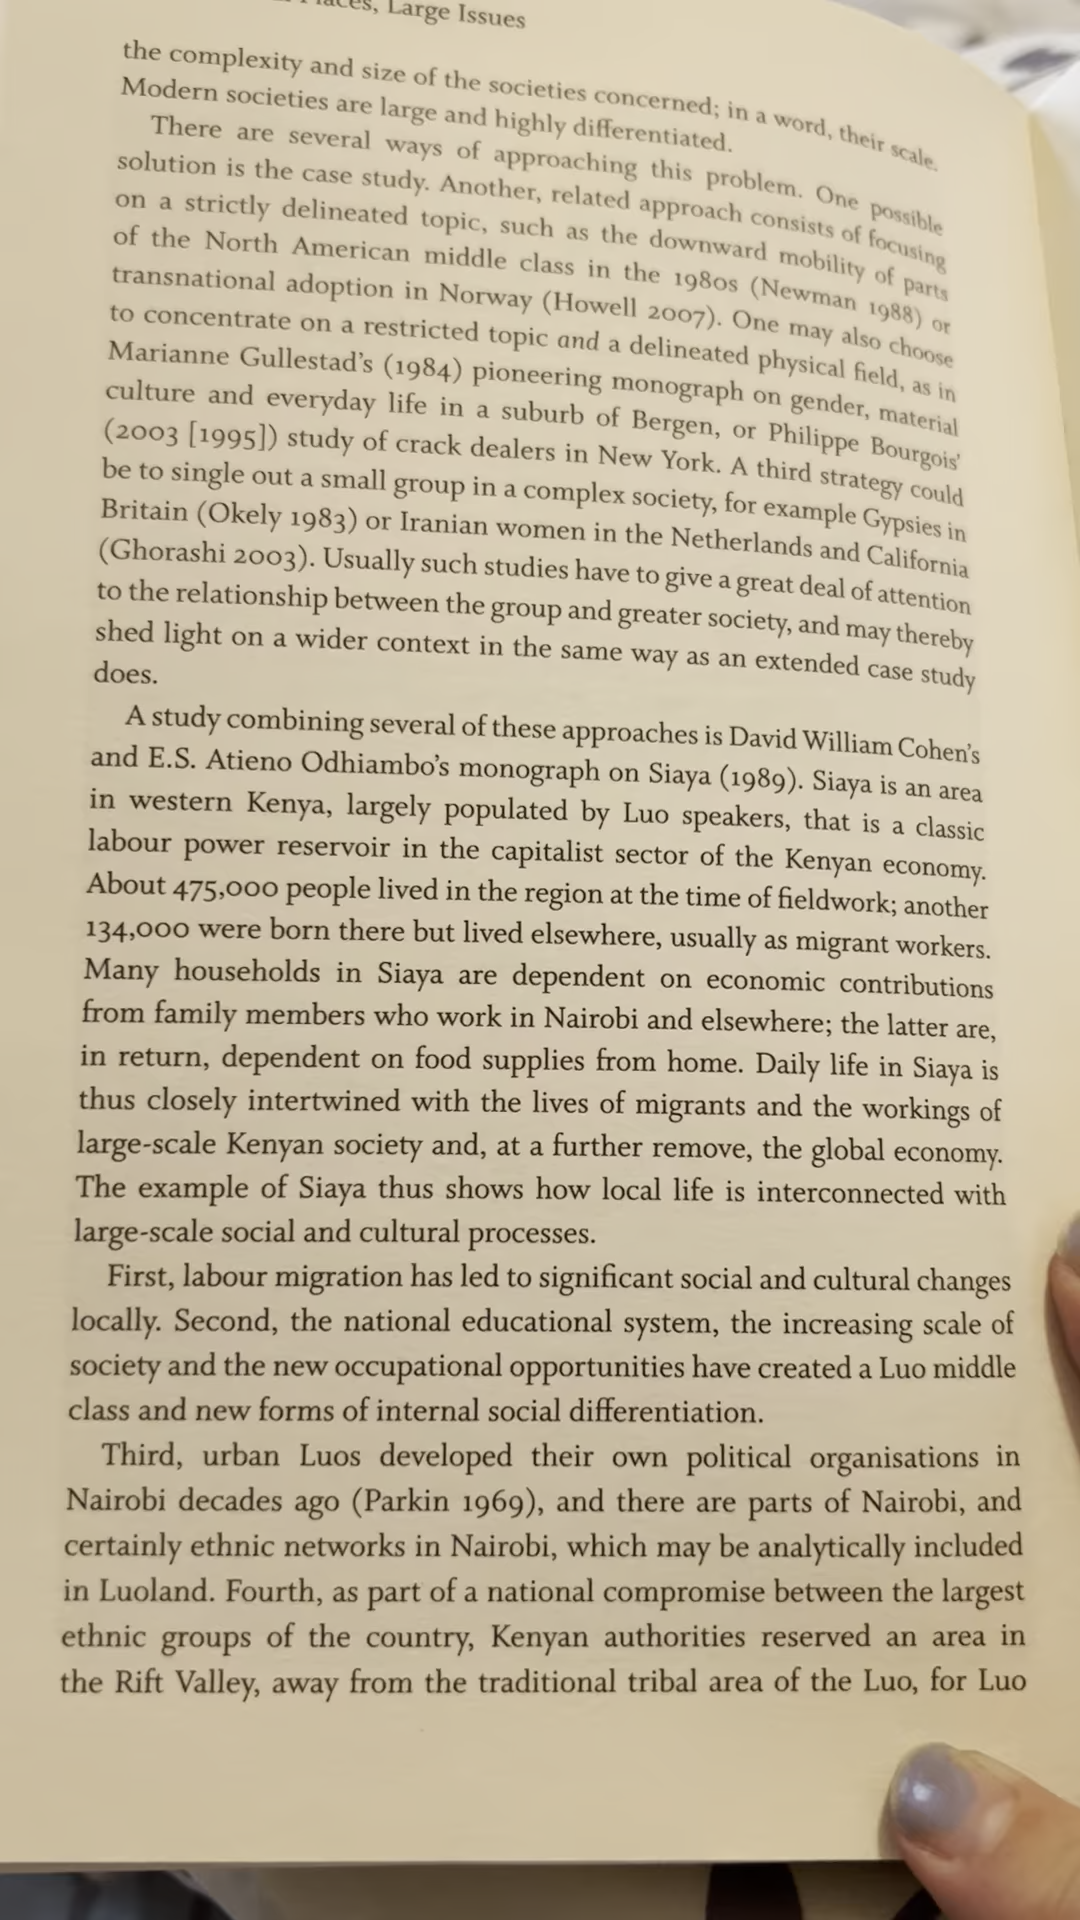 Places, Large Issues
the complexity and size of the societies concerned; in a word, their scale.
Modern societies are large and highly differentiated.
There are several ways of approaching this problem. One possible
solution is the case study. Another, related approach consists of focusing
on a strictly delineated topic, such as the downward mobility of parts
of the North American middle class in the 1980s (Newman 1988) or
transnational adoption in Norway (Howell 2007). One may also choose
to concentrate on a restricted topic and a delineated physical field, as in
Marianne Gullestad's (1984) pioneering monograph on gender, material
culture and everyday life in a suburb of Bergen, or Philippe Bourgois'
(2003 [1995]) study of crack dealers in New York. A third strategy could
be to single out a small group in a complex society, for example Gypsies in
Britain (Okely 1983) or Iranian women in the Netherlands and California
(Ghorashi 2003). Usually such studies have to give a great deal of attention
to the relationship between the group and greater society, and may thereby
shed light on a wider context in the same way as an extended case study
does.
A study combining several of these approaches is David William Cohen's
and E.S. Atieno Odhiambo's monograph on Siaya (1989). Siaya is an area
in western Kenya, largely populated by Luo speakers, that is a classic
labour power reservoir in the capitalist sector of the Kenyan economy.
About 475,000 people lived in the region at the time of fieldwork; another
134,000 were born there but lived elsewhere, usually as migrant workers.
Many households in Siaya are dependent on economic contributions
from family members who work in Nairobi and elsewhere; the latter are,
in return, dependent on food supplies from home. Daily life in Siaya is
thus closely intertwined with the lives of migrants and the workings of
large-scale Kenyan society and, at a further remove, the global economy.
The example of Siaya thus shows how local life is interconnected with
large-scale social and cultural processes.
First, labour migration has led to significant social and cultural changes
locally. Second, the national educational system, the increasing scale of
society and the new occupational opportunities have created a Luo middle
class and new forms of internal social differentiation.
Third, urban Luos developed their own political organisations in
Nairobi decades ago (Parkin 1969), and there are parts of Nairobi, and
certainly ethnic networks in Nairobi, which may be analytically included
in Luoland. Fourth, as part of a national compromise between the largest
ethnic groups of the country, Kenyan authorities reserved an area in
the Rift Valley, away from the traditional tribal area of the Luo, for Luo